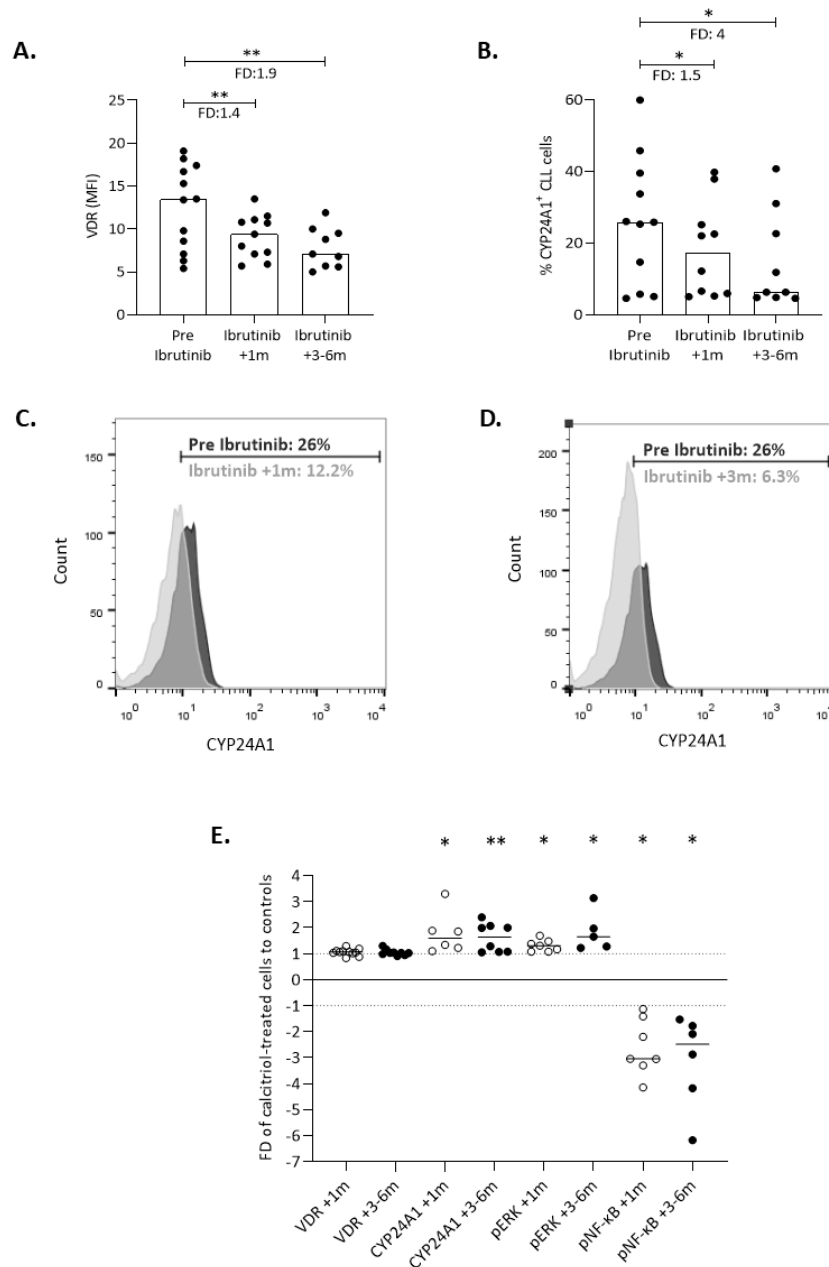 A.
**
FD:1.9
**
FD:1.4
25
20
15
10
5
0
VDR (MFI)
Pre
Ibrutinib
Ibrutinib
+1m
Ibrutinib
+3-6m
B.
*
FD: 4
*
FD: 1.5
60
40
20
0
% CYP24A1+ CLL cells
Pre
Ibrutinib
Ibrutinib
+1m
Ibrutinib
+3-6m
C.
Pre Ibrutinib: 26%
Ibrutinib +1m: 12.2%
150
100
50
0
Count
10^0
10^1
10^2
10^3
10^4
CYP24A1
D.
Pre Ibrutinib: 26%
Ibrutinib +3m: 6.3%
200
150
100
50
0
Count
10^0
10^1
10^2
10^3
10^4
CYP24A1
E.
* ** * * * *
4
3
2
1
0
-1
-2
-3
-4
-5
-6
-7
FD of calcitriol-treated cells to controls
VDR +1m
VDR +3-6m
CYP24A1 +1m
CYP24A1 +3-6m
pERK +1m
pERK +3-6m
pNF-κB +1m
pNF-κB +3-6m